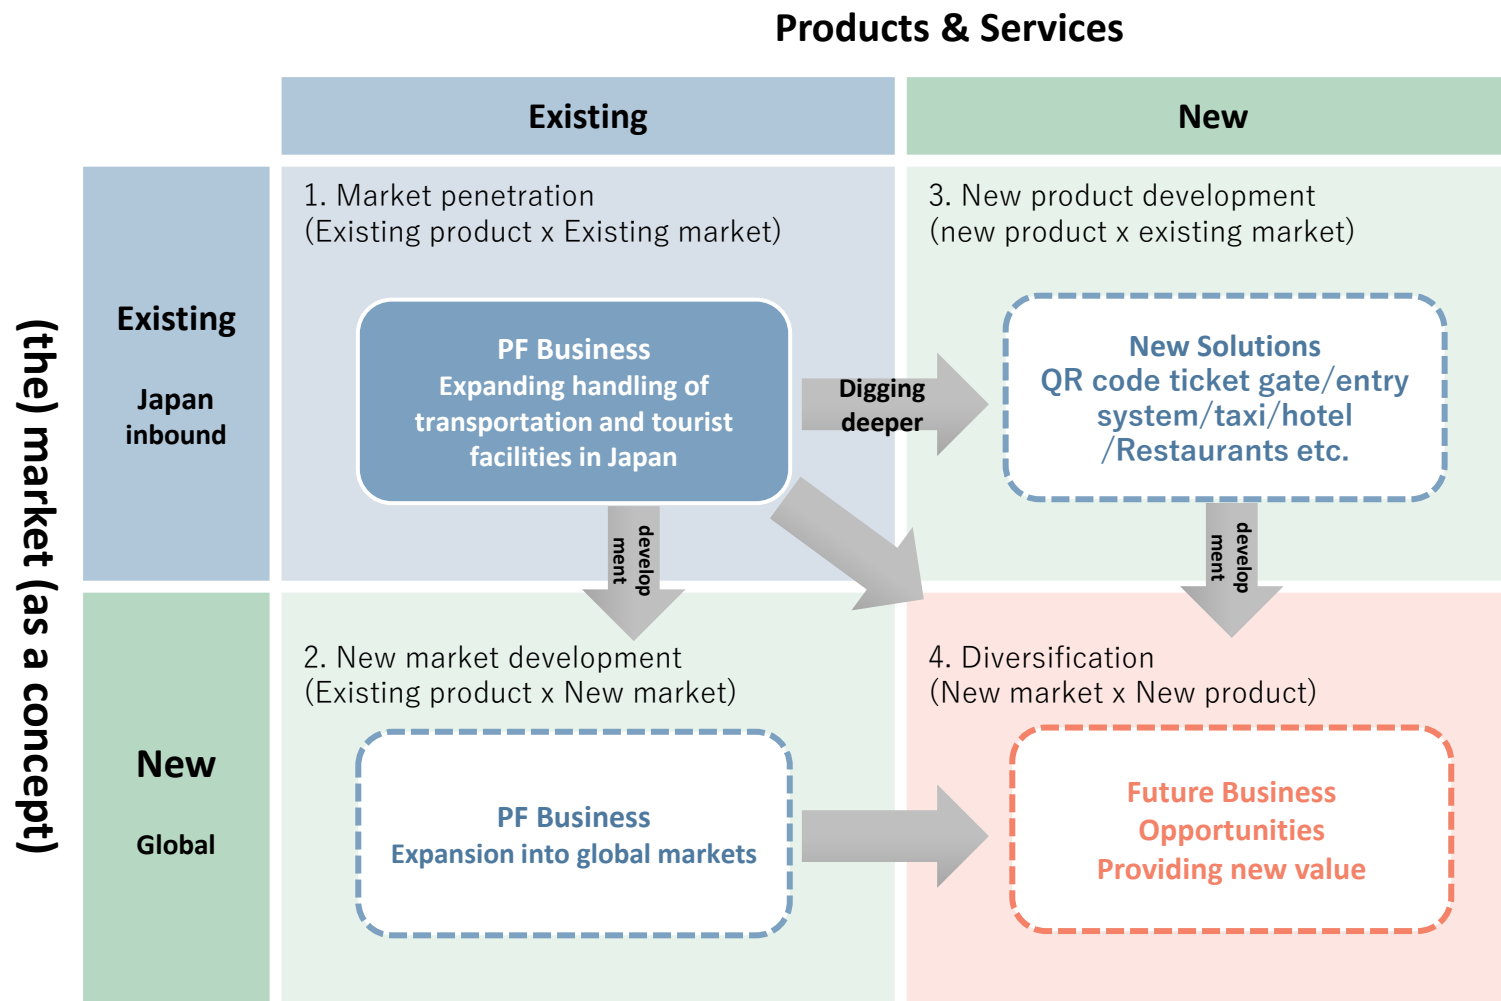 Products & Services
Existing
New
(the) market (as a concept)
Existing
Japan
inbound
1. Market penetration
(Existing product x Existing market)
PF Business
Expanding handling of
transportation and tourist
facilities in Japan
Digging
deeper
3. New product development
(new product x existing market)
New Solutions
QR code ticket gate/entry
system/taxi/hotel
/Restaurants etc.
develop
ment
develop
ment
New
Global
2. New market development
(Existing product x New market)
PF Business
Expansion into global markets
4. Diversification
(New market x New product)
Future Business
Opportunities
Providing new value